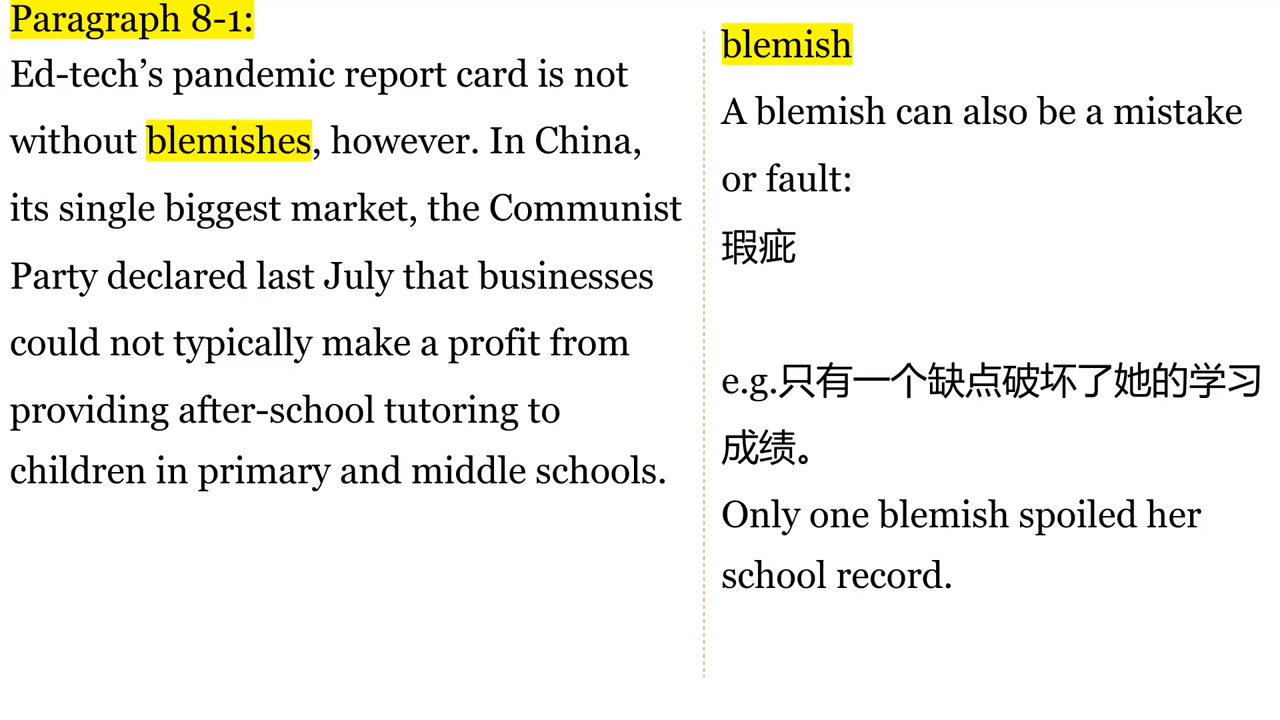 Paragraph 8-1:
Ed-tech’s pandemic report card is not
without blemishes, however. In China,
its single biggest market, the Communist
Party declared last July that businesses
could not typically make a profit from
providing after-school tutoring to
children in primary and middle schools.
blemish
A blemish can also be a mistake
or fault:
瑕疵
e.g.只有一个缺点破坏了她的学习
成绩。
Only one blemish spoiled her
school record.